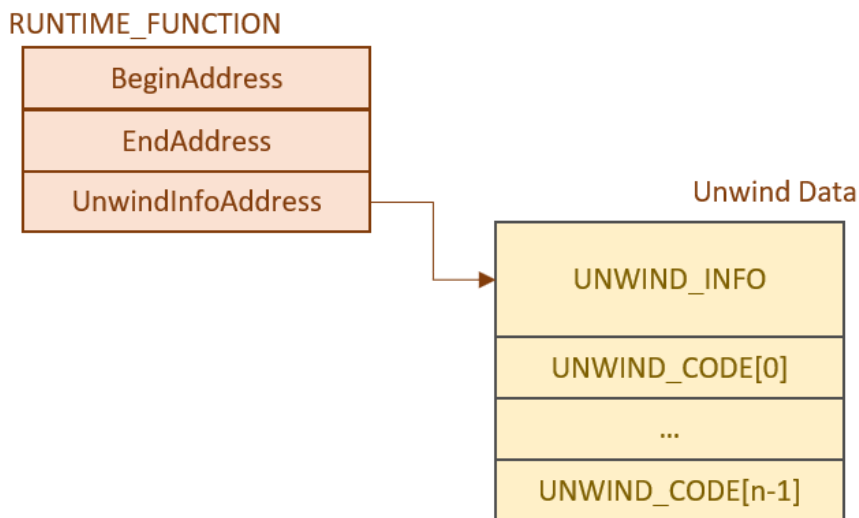 RUNTIME_FUNCTION
BeginAddress
EndAddress
UnwindInfoAddress
Unwind Data
UNWIND_INFO
UNWIND_CODE[0]
...
UNWIND_CODE[n-1]